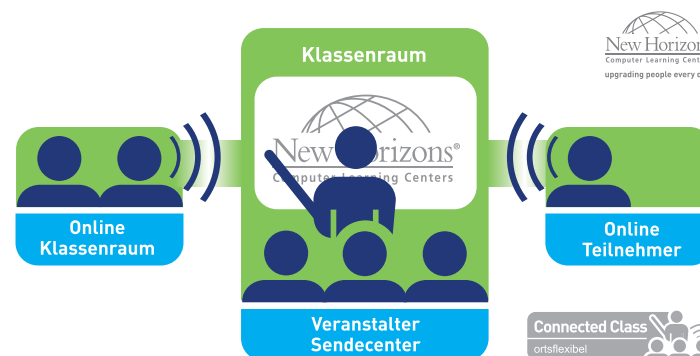 Klassenraum
New Horizons
Computer Learning Cent
upgrading people every
New rizons®
Computer Learning Centers
Online
Klassenraum
Online
Teilnehmer
Veranstalter
Sendecenter
Connected Class
ortsflexibel